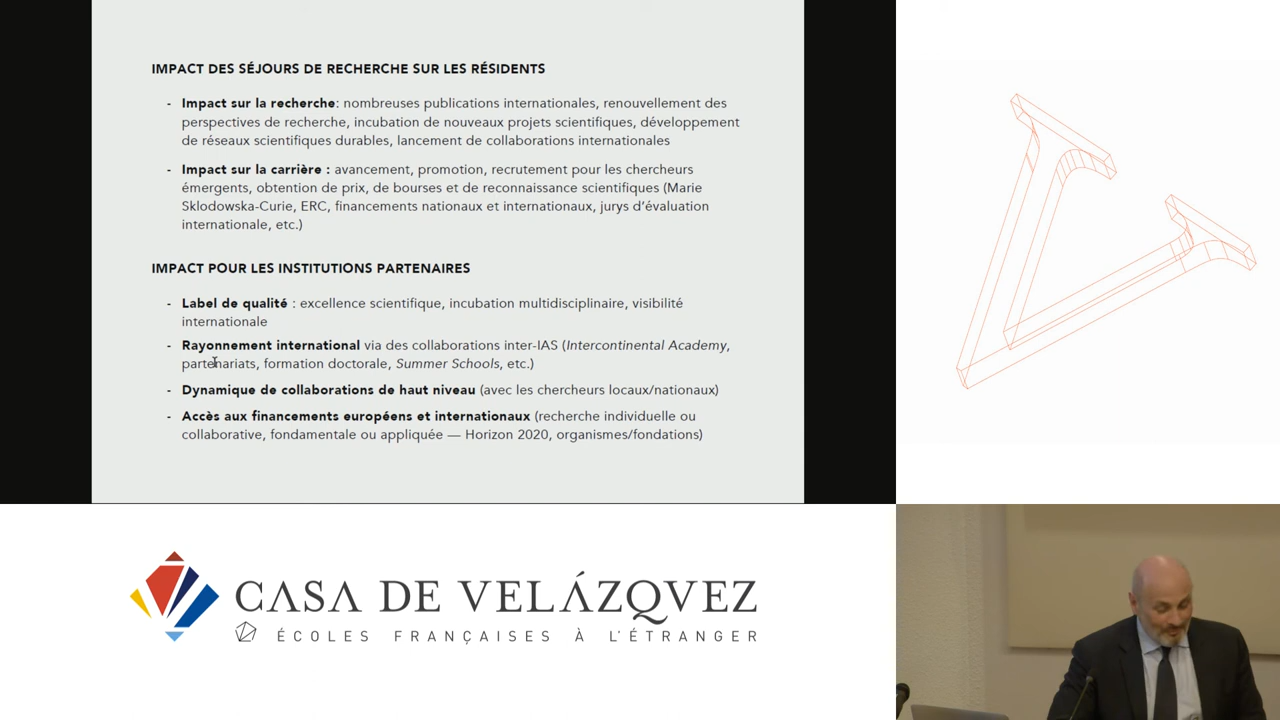 IMPACT DES SÉJOURS DE RECHERCHE SUR LES RÉSIDENTS
- Impact sur la recherche: nombreuses publications internationales, renouvellement des
perspectives de recherche, incubation de nouveaux projets scientifiques, développement
de réseaux scientifiques durables, lancement de collaborations internationales
- Impact sur la carrière : avancement, promotion, recrutement pour les chercheurs
émergents, obtention de prix, de bourses et de reconnaissance scientifiques (Marie
Sklodowska-Curie, ERC, financements nationaux et internationaux, jurys d'évaluation
internationale, etc.)
IMPACT POUR LES INSTITUTIONS PARTENAIRES
- Label de qualité : excellence scientifique, incubation multidisciplinaire, visibilité
internationale
- Rayonnement international via des collaborations inter-IAS (Intercontinental Academy,
partenariats, formation doctorale, Summer Schools, etc.)
- Dynamique de collaborations de haut niveau (avec les chercheurs locaux/nationaux)
- Accès aux financements européens et internationaux (recherche individuelle ou
collaborative, fondamentale ou appliquée — Horizon 2020, organismes/fondations)
CASA DE VELÁZQVEZ
ÉCOLES FRANÇAISES À L'ÉTRANGER